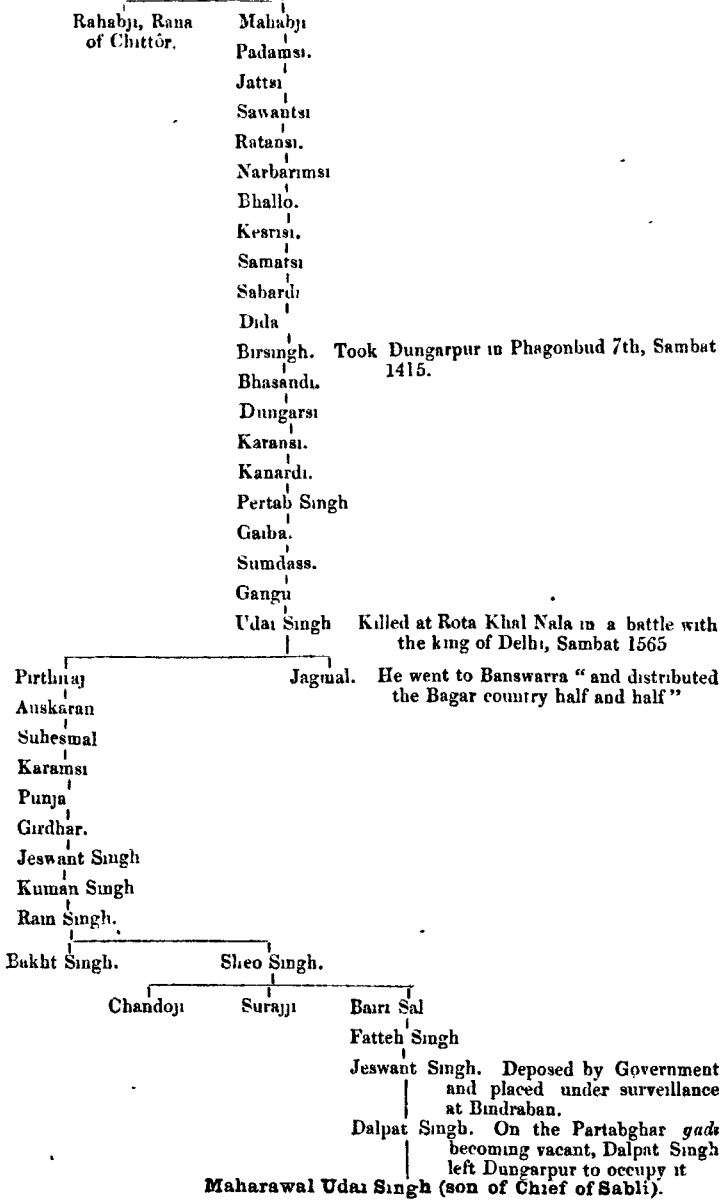 Rahabji, Rana Mahabji
of Chittôr.
Padamsi.
Jattsi
Sawantsi
Ratansi.
Narbarimsi
Bhallo.
Kesrisi.
Samatsi
Sabardi
Dida
Birsingh. Took Dungarpur in Phagonbud 7th, Sambat
1415.
Bhasandi.
Dungarsi
Karansi.
Kanardi.
Pertab Singh
Gaiba.
Sumdass.
Gangu
Udai Singh Killed at Rota Khal Nala in a battle with
the king of Delhi, Sambat 1565
Pirthiraj Jagmal. He went to Banswarra “ and distributed
the Bagar country half and half ”
Auskaran
Suhesmal
Karamsi
Punja
Girdhar.
Jeswant Singh
Kuman Singh
Ram Singh.
Bakht Singh. Sheo Singh.
Chandoji Surajji Bairi Sal
Fatteh Singh
Jeswant Singh. Deposed by Government
and placed under surveillance
at Bindraban.
Dalpat Singh. On the Partabghar gadi
becoming vacant, Dalpat Singh
left Dungarpur to occupy it
Maharawal Udai Singh (son of Chief of Sabli).